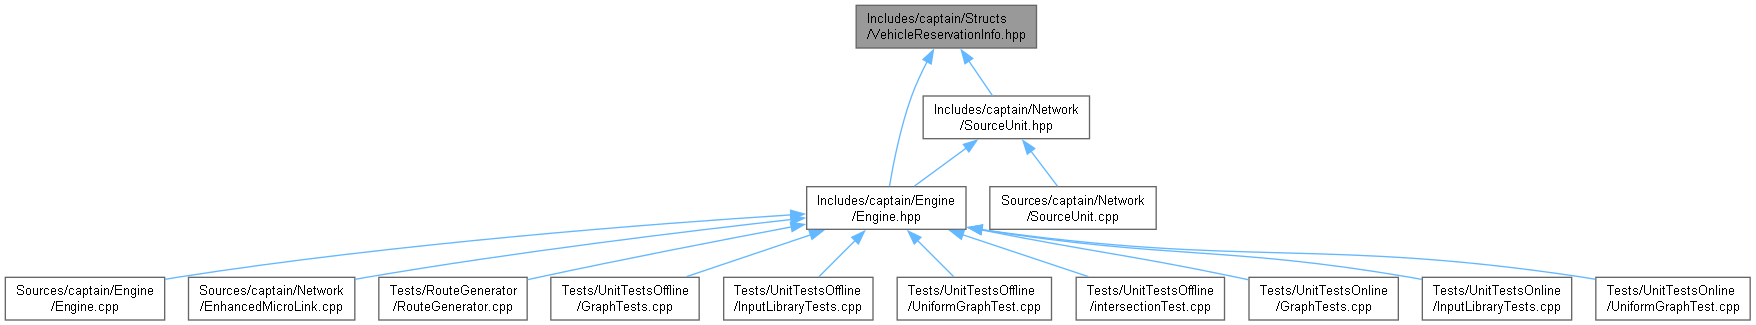 Includes/captain/Structs
/VehicleReservationInfo.hpp
Includes/captain/Network
/SourceUnit.hpp
Includes/captain/Engine
/Engine.hpp
Sources/captain/Network
/SourceUnit.cpp
Sources/captain/Engine
/Engine.cpp
Sources/captain/Network
/EnhancedMicroLink.cpp
Tests/RouteGenerator
/RouteGenerator.cpp
Tests/UnitTestsOffline
/GraphTests.cpp
Tests/UnitTestsOffline
/InputLibraryTests.cpp
Tests/UnitTestsOffline
/UniformGraphTest.cpp
Tests/UnitTestsOffline
/intersectionTest.cpp
Tests/UnitTestsOnline
/GraphTests.cpp
Tests/UnitTestsOnline
/InputLibraryTests.cpp
Tests/UnitTestsOnline
/UniformGraphTest.cpp